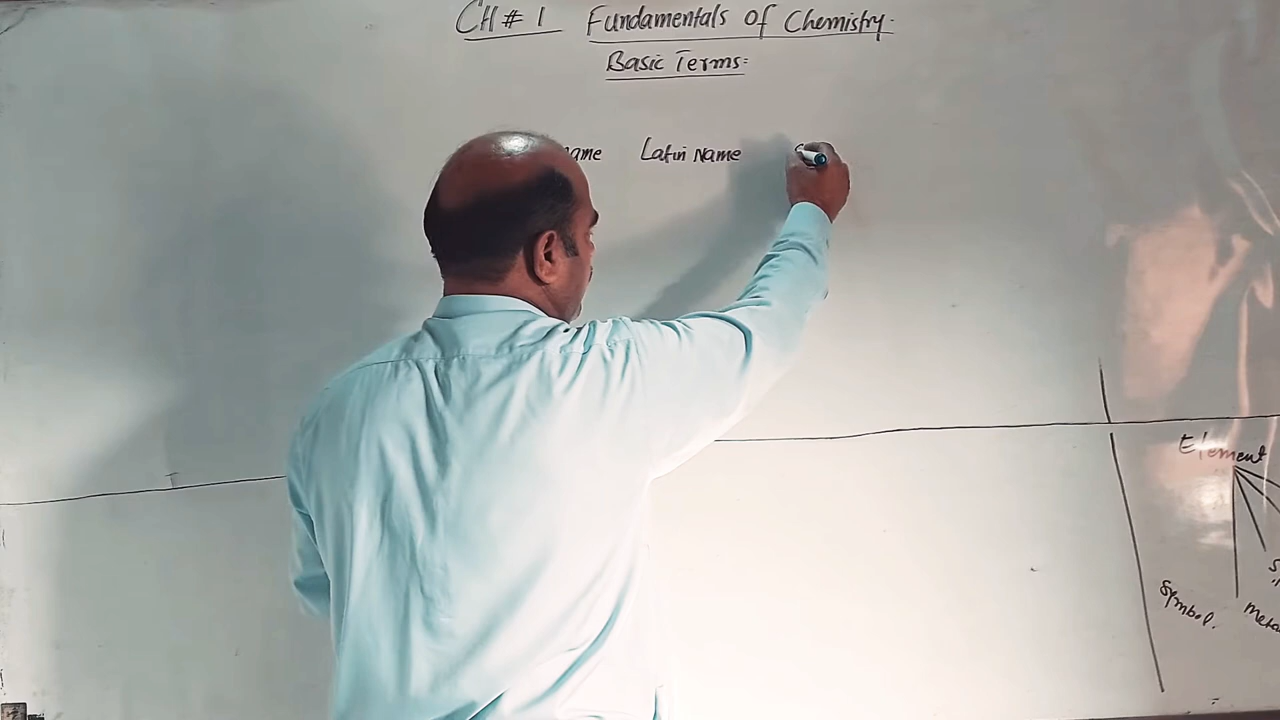 CH # 1 Fundamentals of Chemistry.
Basic Terms:
Latin Name
Element
Symbol.